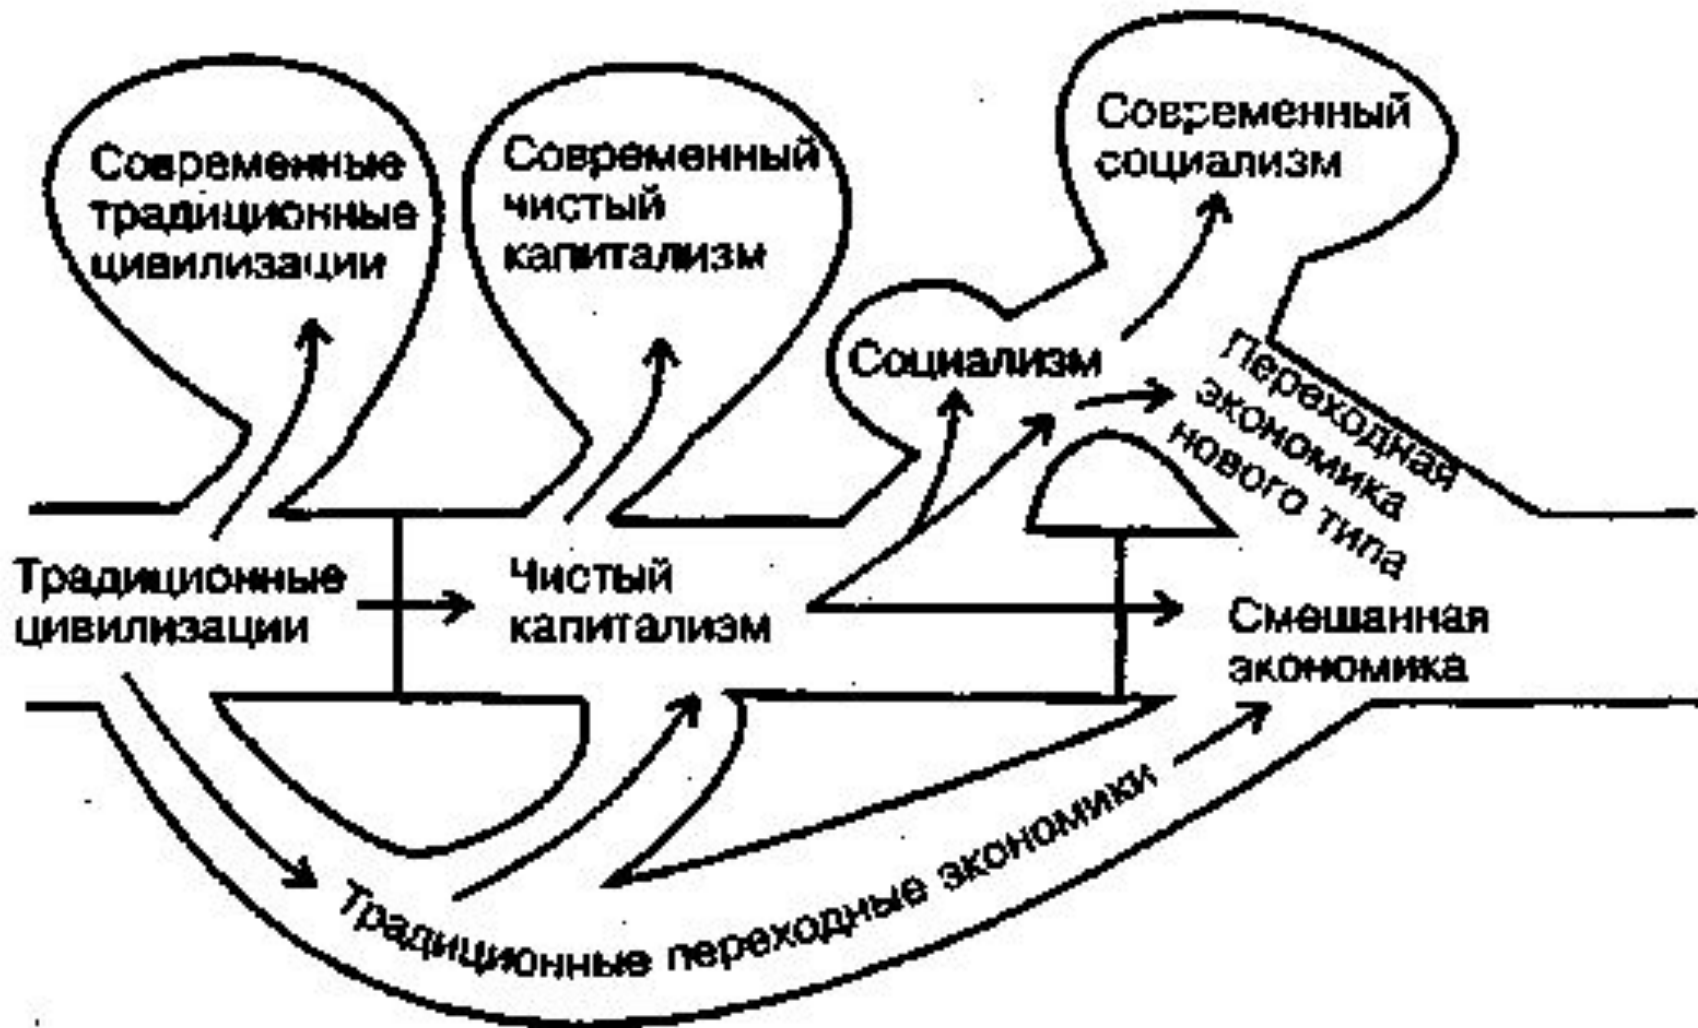 Современные
традиционные
цивилизации
Современный
чистый
капитализм
Современный
социализм
Социализм
Переходная
экономика
нового типа
Традиционные
цивилизации
Чистый
капитализм
Смешанная
экономика
Традиционные переходные экономики